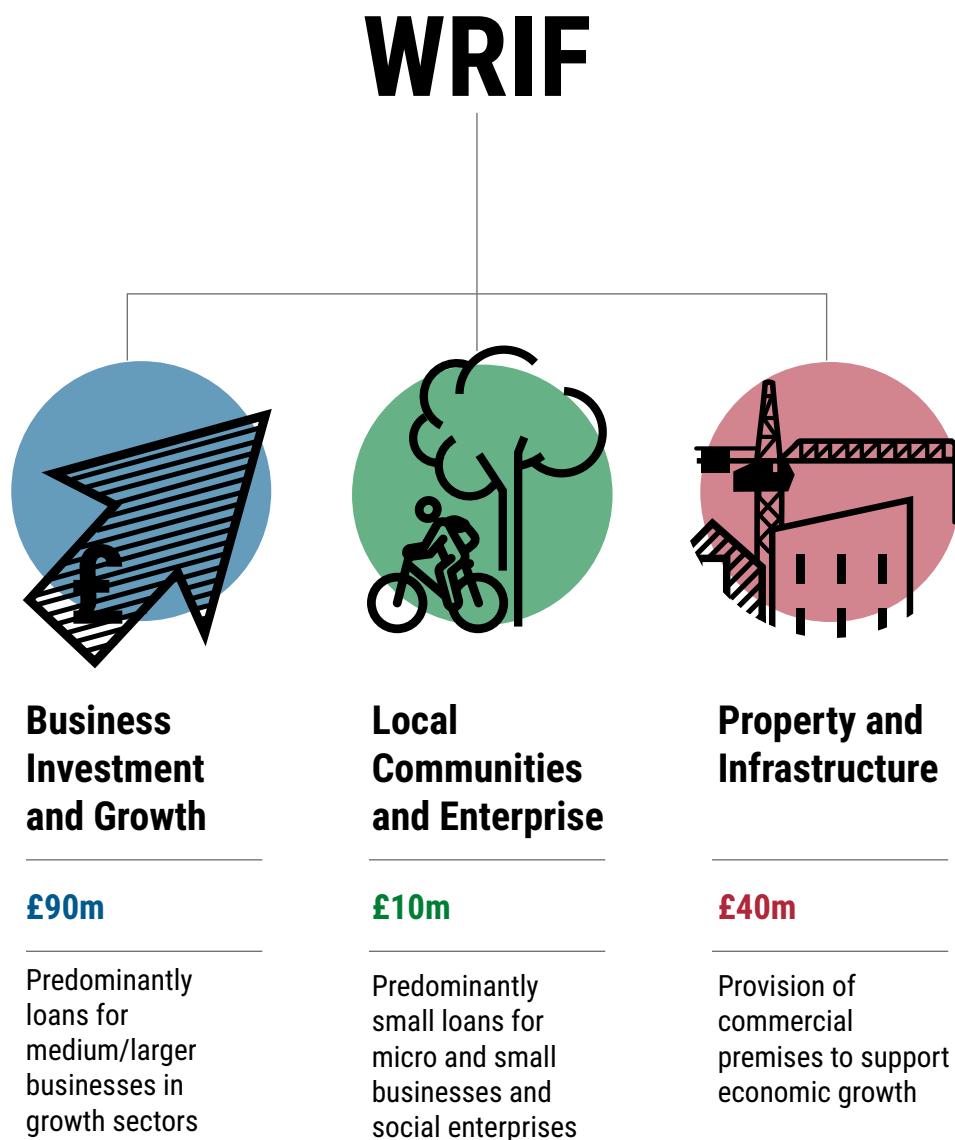 WRIF
£
Business
Investment
and Growth
£90m
Predominantly
loans for
medium/larger
businesses in
growth sectors
Local
Communities
and Enterprise
£10m
Predominantly
small loans for
micro and small
businesses and
social enterprises
Property and
Infrastructure
£40m
Provision of
commercial
premises to support
economic growth